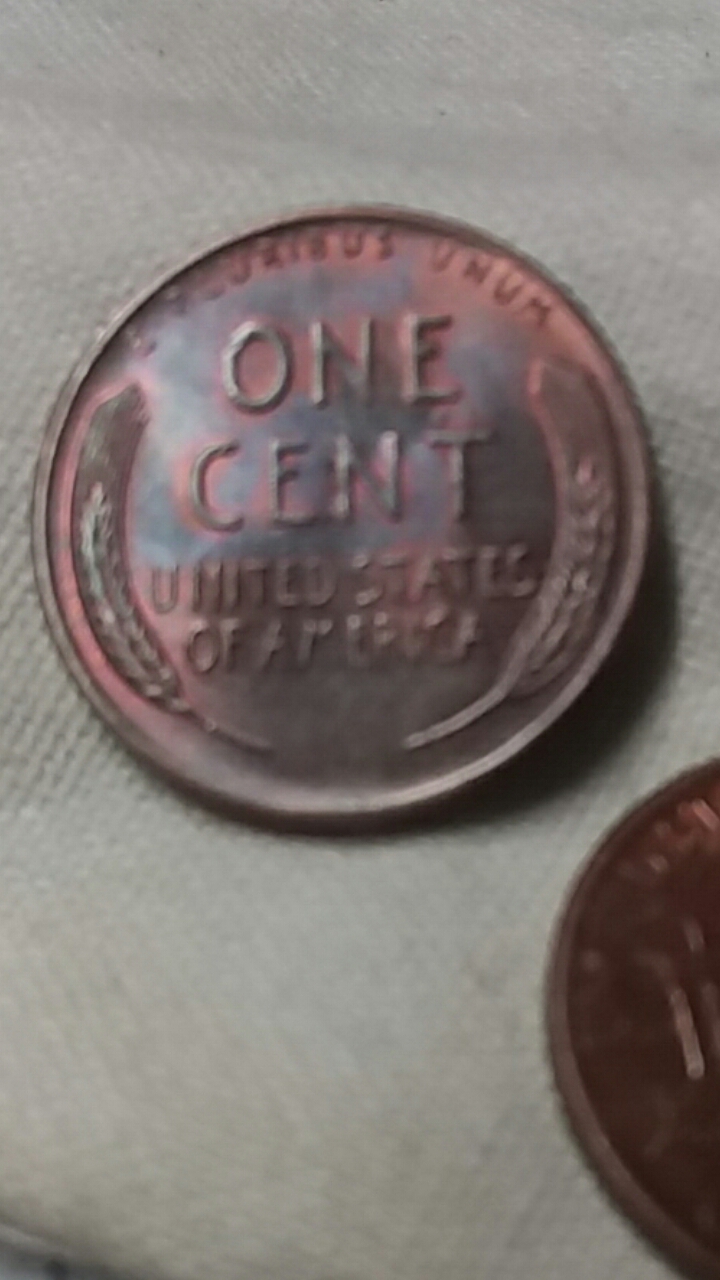 E PLURIBUS UNUM
ONE
CENT
UNITED STATES
OF AMERICA